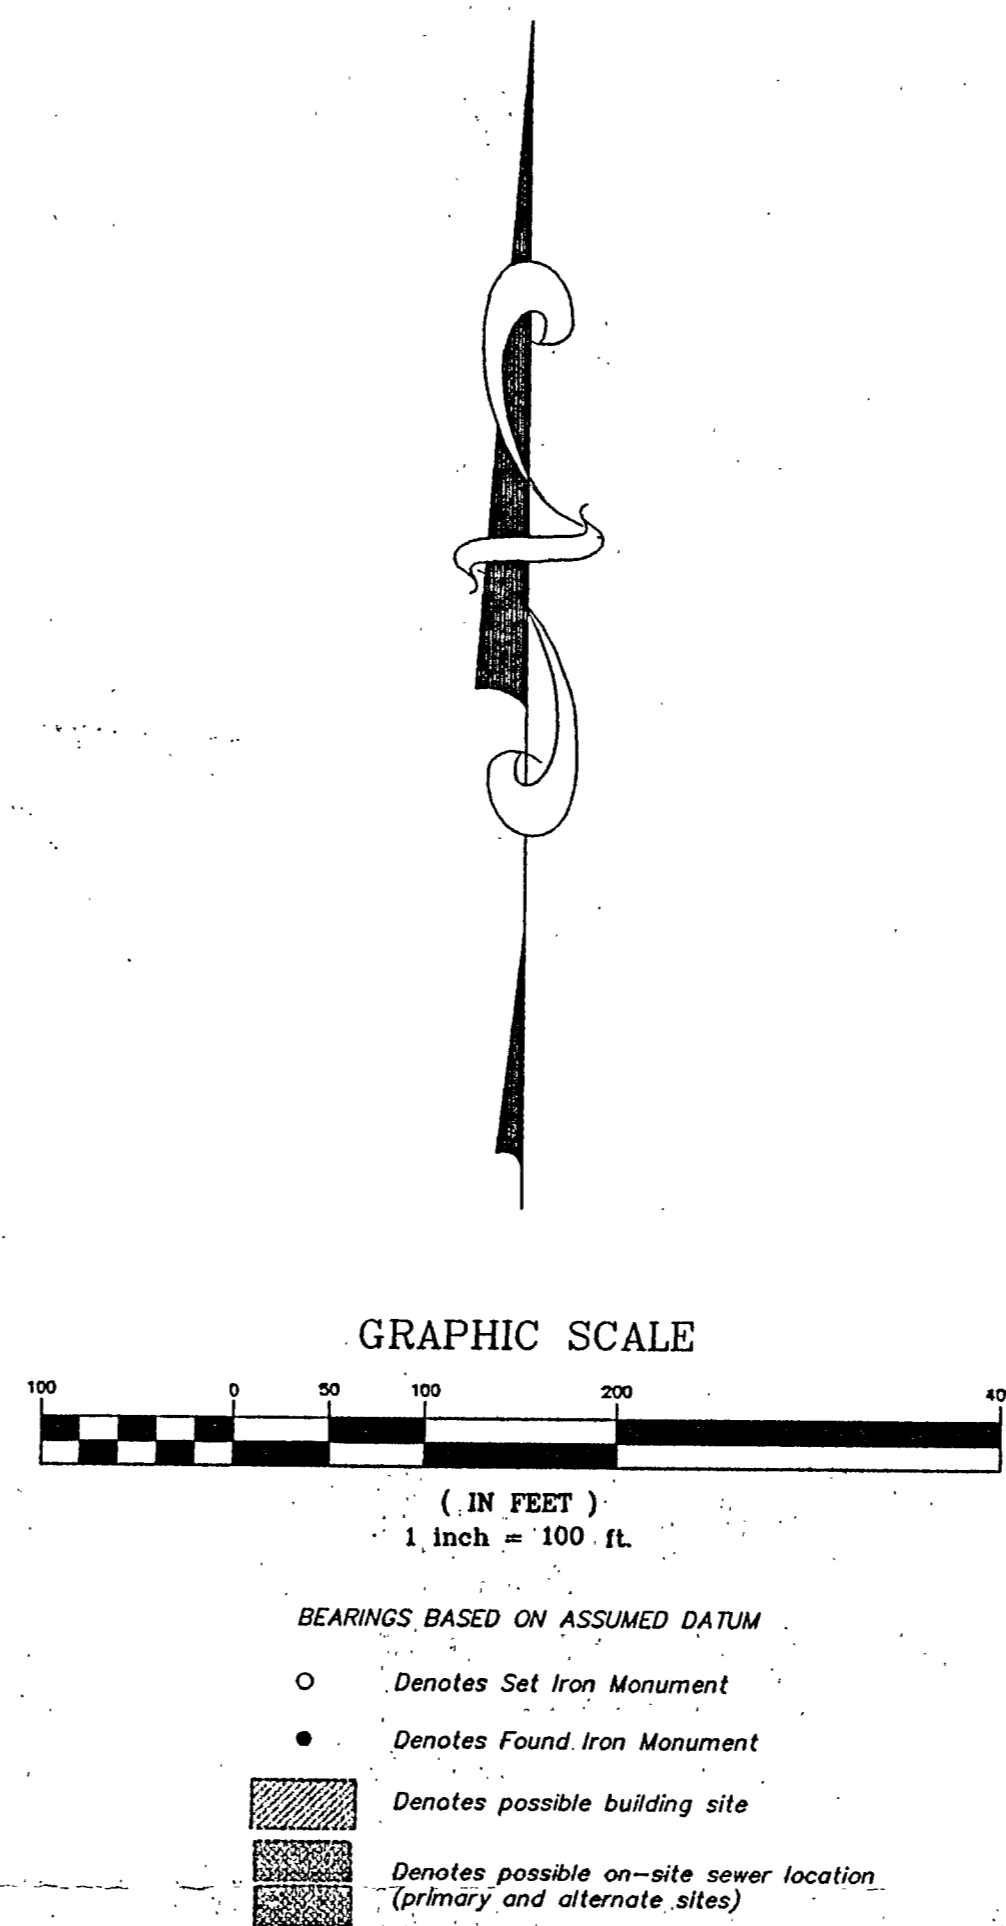 GRAPHIC SCALE
100 0 50 100 200 40
( IN FEET )
1 inch = 100 ft.
BEARINGS BASED ON ASSUMED DATUM
Denotes Set Iron Monument
Denotes Found Iron Monument
Denotes possible building site
Denotes possible on-site sewer location
(primary and alternate sites)